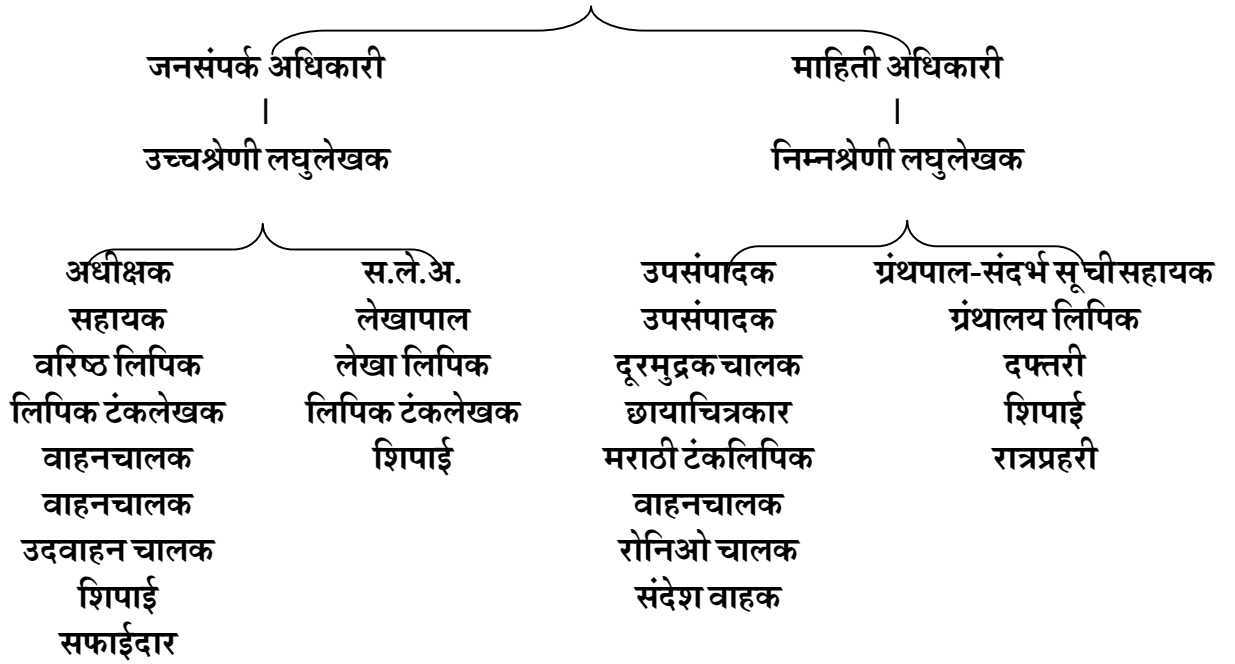 जनसंपर्क अधिकारी माहिती अधिकारी
|
|
उच्चश्रेणी लघुलेखक निम्नश्रेणी लघुलेखक
अधीक्षक स.ले.अ. उपसंपादक ग्रंथपाल-संदर्भ सूचीसहायक
सहायक लेखापाल उपसंपादक ग्रंथालय लिपिक
वरिष्ठ लिपिक लेखा लिपिक दूरमुद्रक चालक दफ्तरी
लिपिक टंकलेखक लिपिक टंकलेखक छायाचित्रकार शिपाई
वाहनचालक शिपाई मराठी टंकलिपिक रात्रप्रहरी
वाहनचालक वाहनचालक
उदवाहन चालक रोनिओ चालक
शिपाई संदेश वाहक
सफाईदार